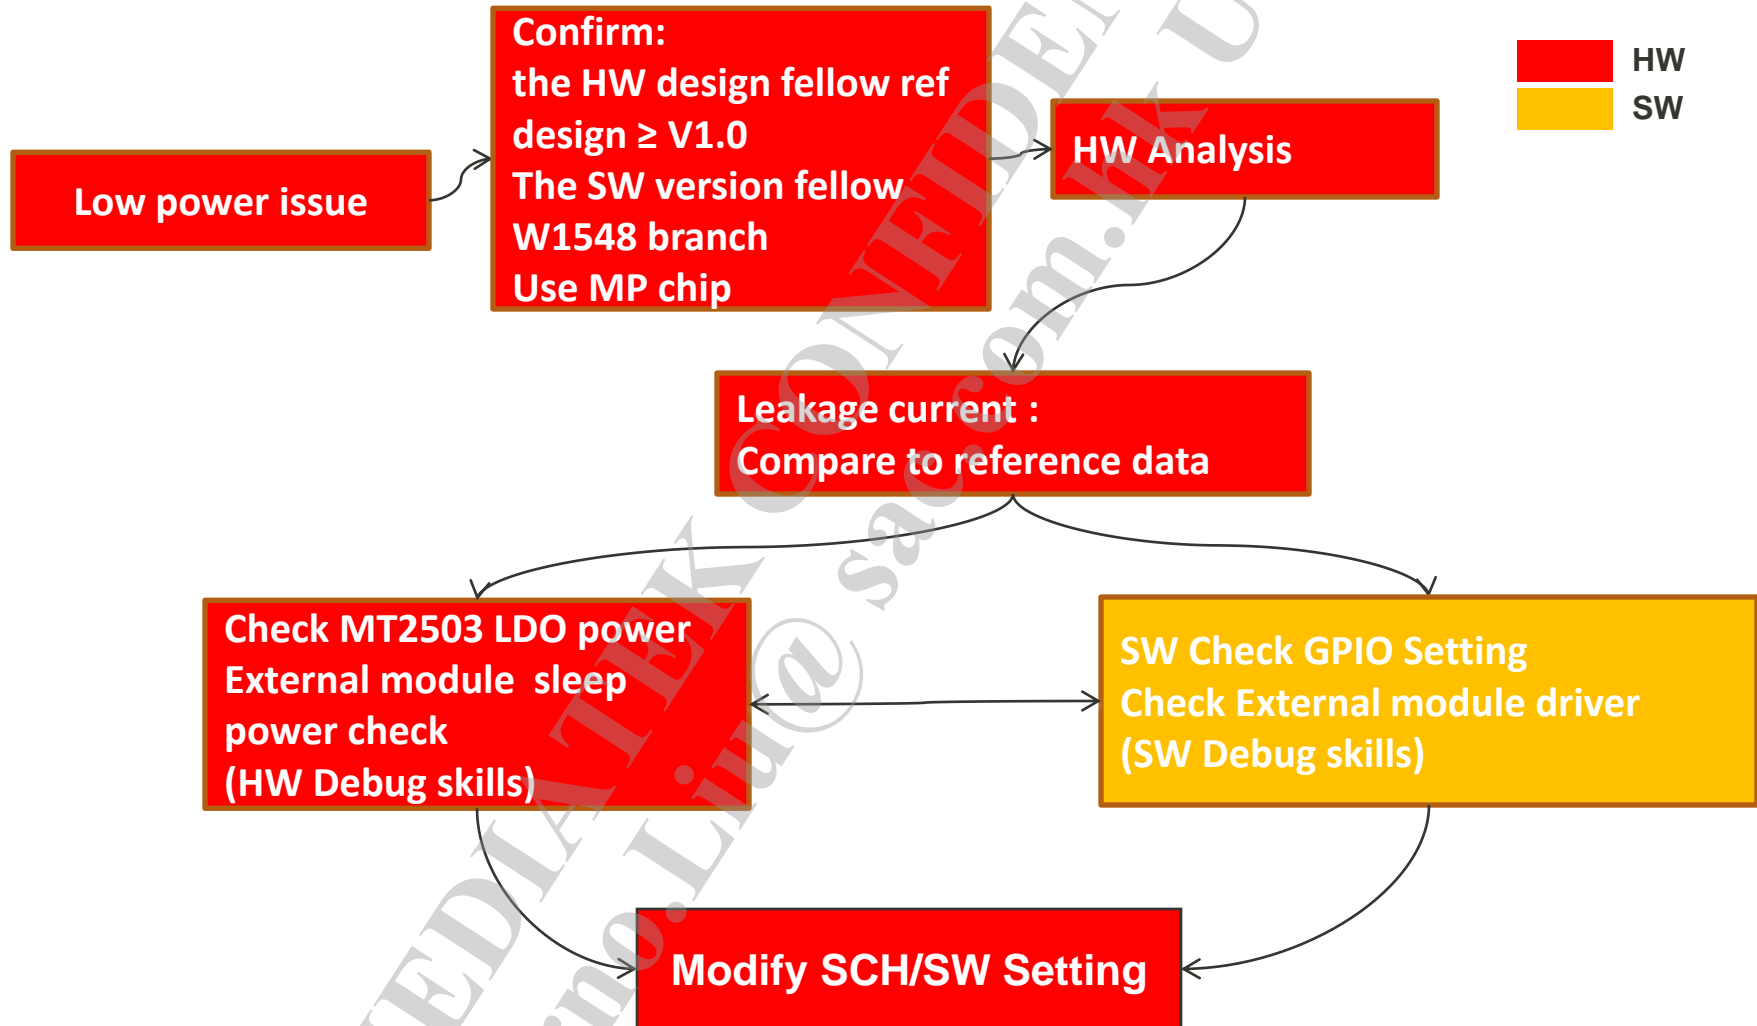 Low power issue
Confirm:
the HW design fellow ref
design ≥ V1.0
The SW version fellow
W1548 branch
Use MP chip
HW Analysis
HW
SW
Leakage current :
Compare to reference data
Check MT2503 LDO power
External module sleep
power check
(HW Debug skills)
SW Check GPIO Setting
Check External module driver
(SW Debug skills)
Modify SCH/SW Setting